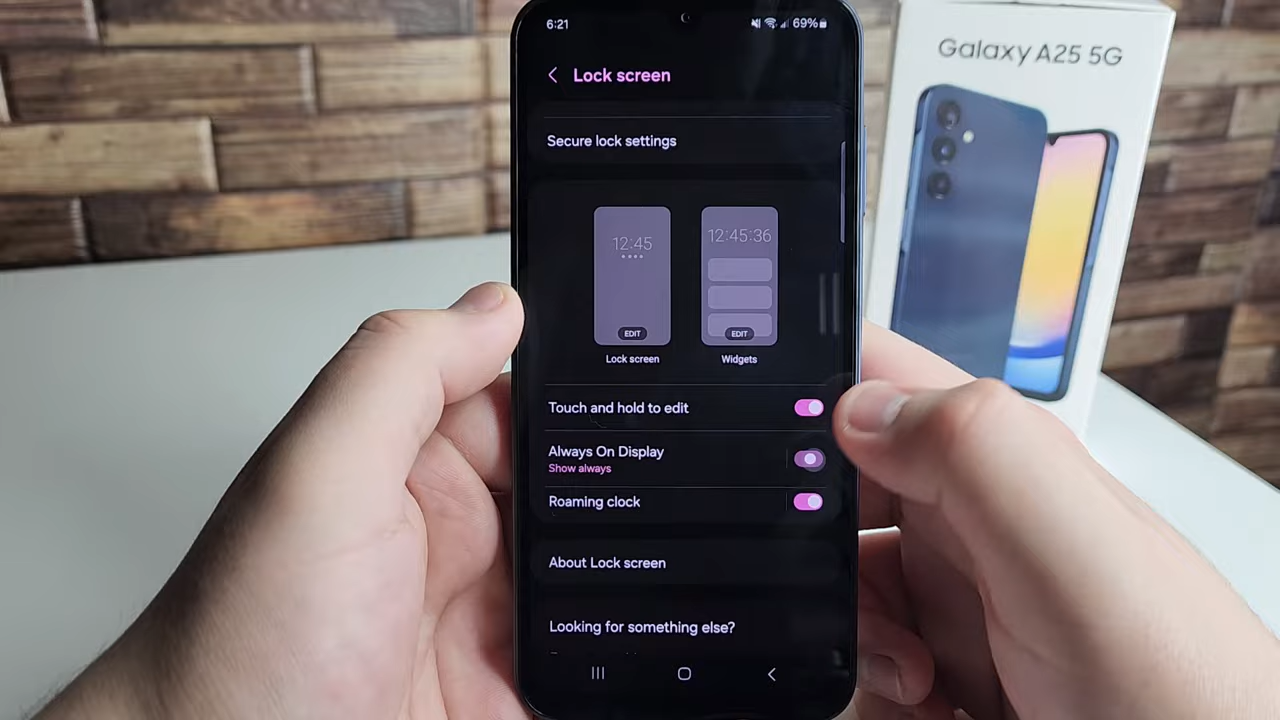 6:21
69%
Galaxy A25 5G
Lock screen
Secure lock settings
12:45
12:45:36
EDIT
EDIT
Lock screen
Widgets
Touch and hold to edit
Always On Display
Show always
Roaming clock
About Lock screen
Looking for something else?